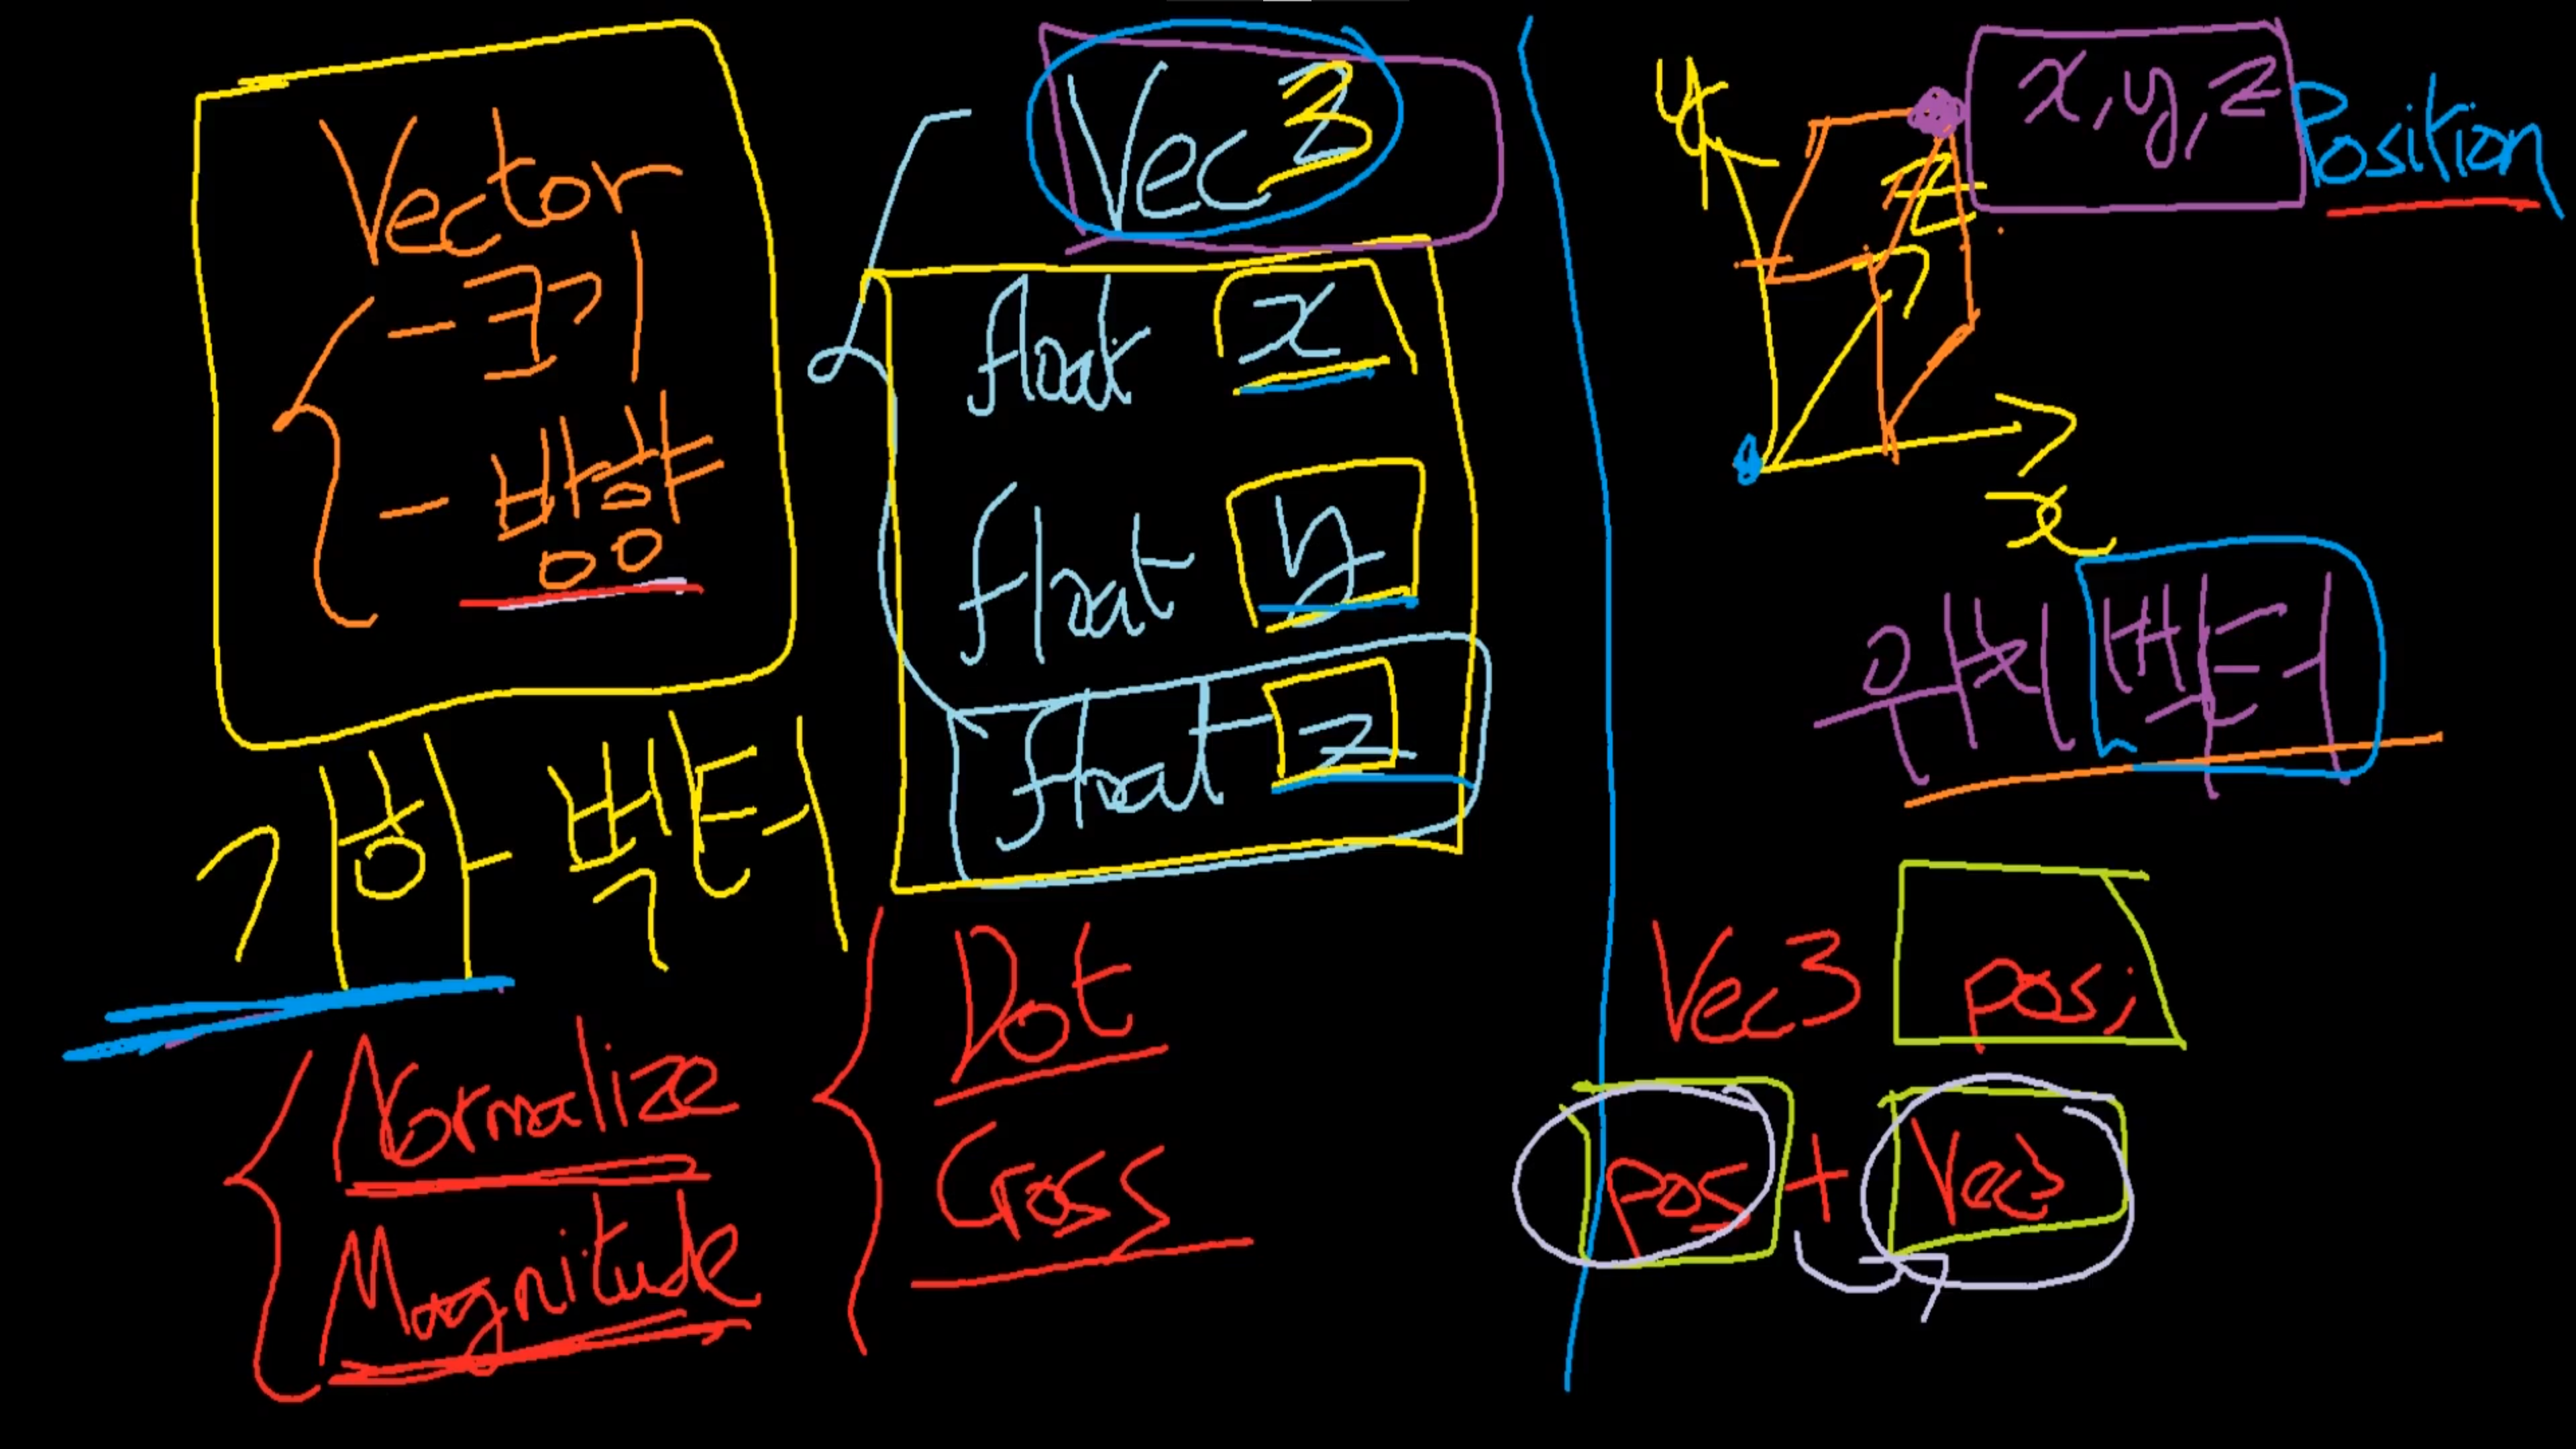 Vector
- 크기
- 방향
기하 벡터
Normalize
Magnitude
Vec3
float x
float y
float z
Dot
Cross
y
z
x
x, y, z
Position
위치 벡터
Vec3 pos;
pos + Vec3